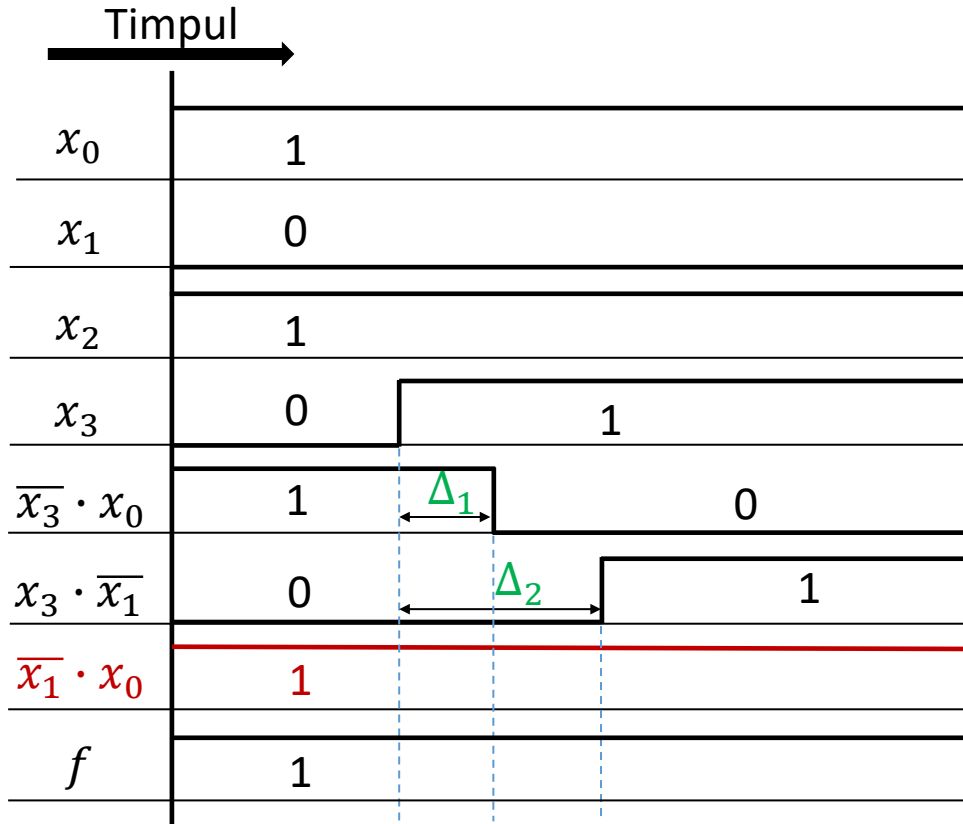 Timpul
x₀ 1
x₁ 0
x₂ 1
x₃ 0 1
x̅₃ · x₀ 1 Δ₁ 0
x₃ · x̅₁ 0 Δ₂ 1
x̅₁ · x₀ 1
f 1